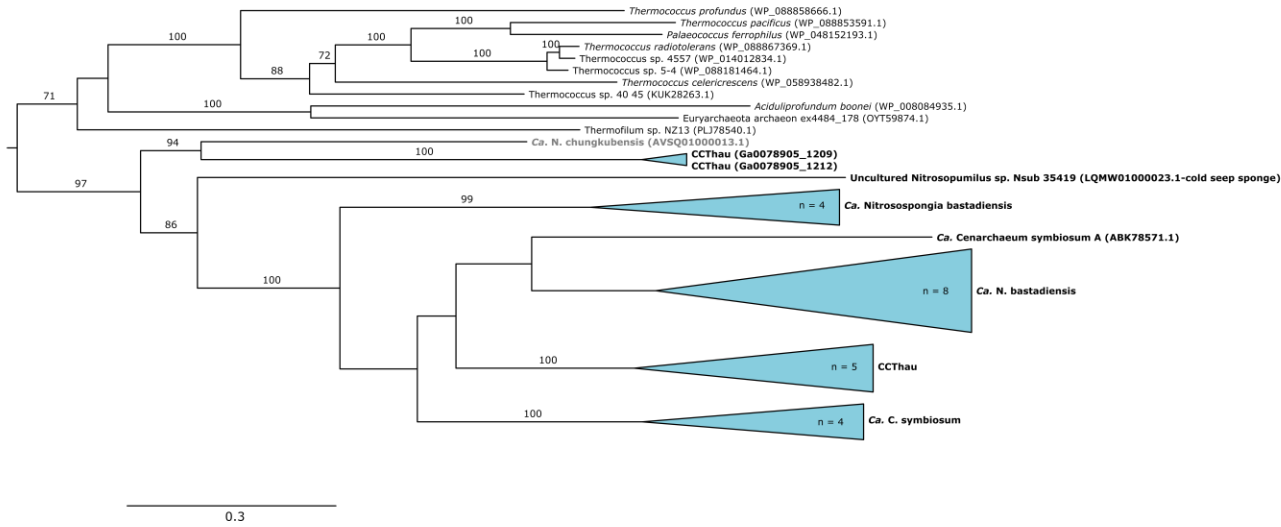 Thermococcus profundus (WP_088858666.1)
100
Thermococcus pacificus (WP_088853591.1)
100
Palaeococcus ferrophilus (WP_048152193.1)
100
Thermococcus radiotolerans (WP_088867369.1)
72
100
Thermococcus sp. 4557 (WP_014012834.1)
88
Thermococcus sp. 5-4 (WP_088181464.1)
100
Thermococcus celericrescens (WP_058938482.1)
Thermococcus sp. 40 45 (KUK28263.1)
71
Aciduliprofundum boonei (WP_008084935.1)
100
Euryarchaeota archaeon ex4484_178 (OYT59874.1)
Thermofilum sp. NZ13 (PLJ78540.1)
94
Ca. N. chungkubensis (AVSQ01000013.1)
100
CCThau (Ga0078905_1209)
CCThau (Ga0078905_1212)
97
Uncultured Nitrosopumilus sp. Nsub 35419 (LQMW01000023.1-cold seep sponge)
99
n = 4
Ca. Nitrosospongia bastadiensis
86
Ca. Cenarchaeum symbiosum A (ABK78571.1)
100
n = 8
Ca. N. bastadiensis
100
n = 5
CCThau
100
n = 4
Ca. C. symbiosum
0.3